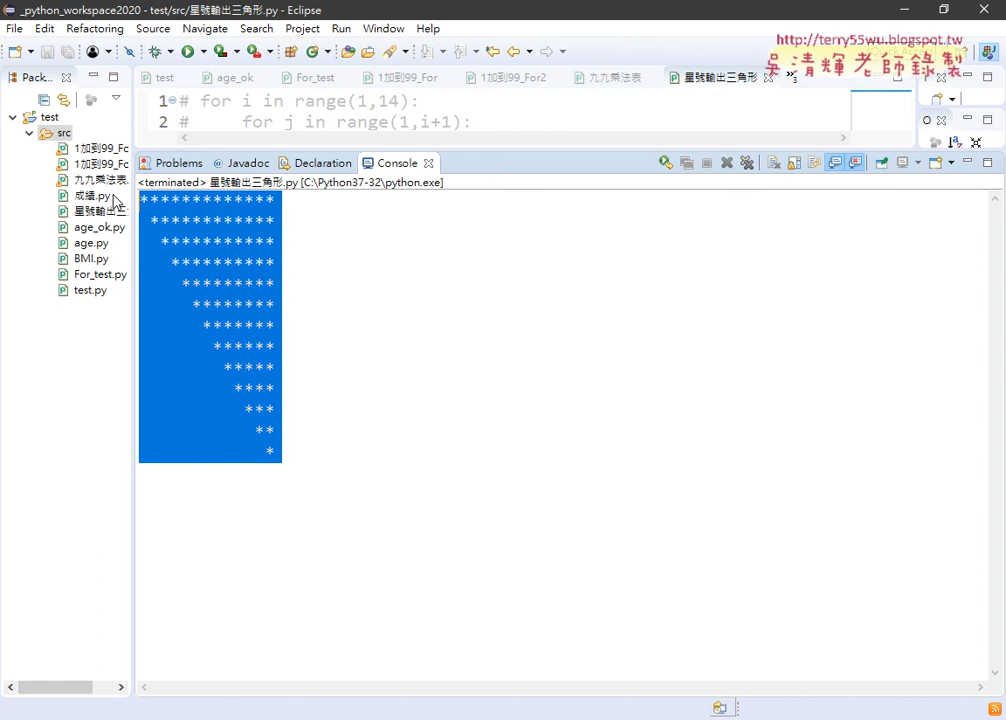 _python_workspace2020 - test/src/星號輸出三角形.py - Eclipse
File Edit Refactoring Source Navigate Search Project Run Window Help
http://terry55wu.blogspot.tw
吳清輝老師錄製
Pack..
test age_ok For_test 1加到99_For 1加到99_For2 九九乘法表 星號輸出三角形
test
src
1加到99_Fc
1加到99_Fc
九九乘法表.
成績.py
星號輸出三
age_ok.py
age.py
BMI.py
For_test.py
test.py
1 # for i in range(1,14):
2 #     for j in range(1,i+1):
Problems @ Javadoc Declaration Console
<terminated> 星號輸出三角形.py [C:\Python37-32\python.exe]
*************
 ************
  ***********
   **********
    *********
     ********
      *******
       ******
        *****
         ****
          ***
           **
            *